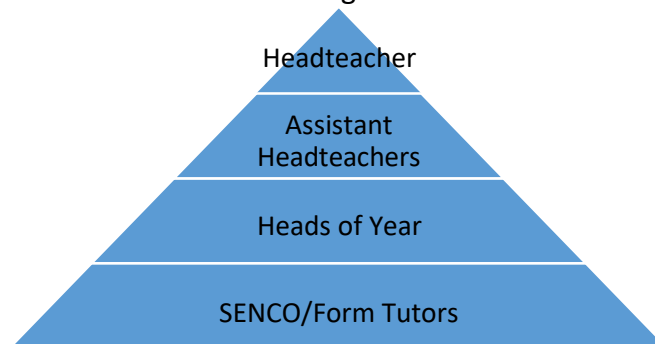 Headteacher
Assistant
Headteachers
Heads of Year
SENCO/Form Tutors